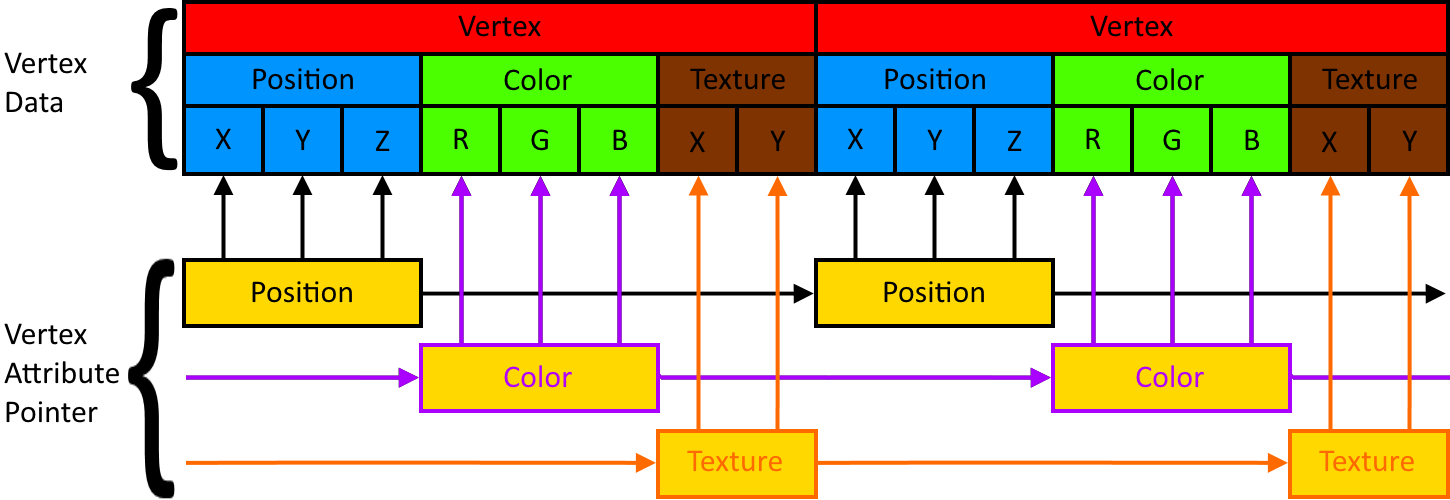 Vertex Vertex
Vertex
Data
Position Color Texture Position Color Texture
X Y Z R G B X Y X Y Z R G B X Y
Position Position
Vertex
Attribute
Pointer
Color Color
Texture Texture